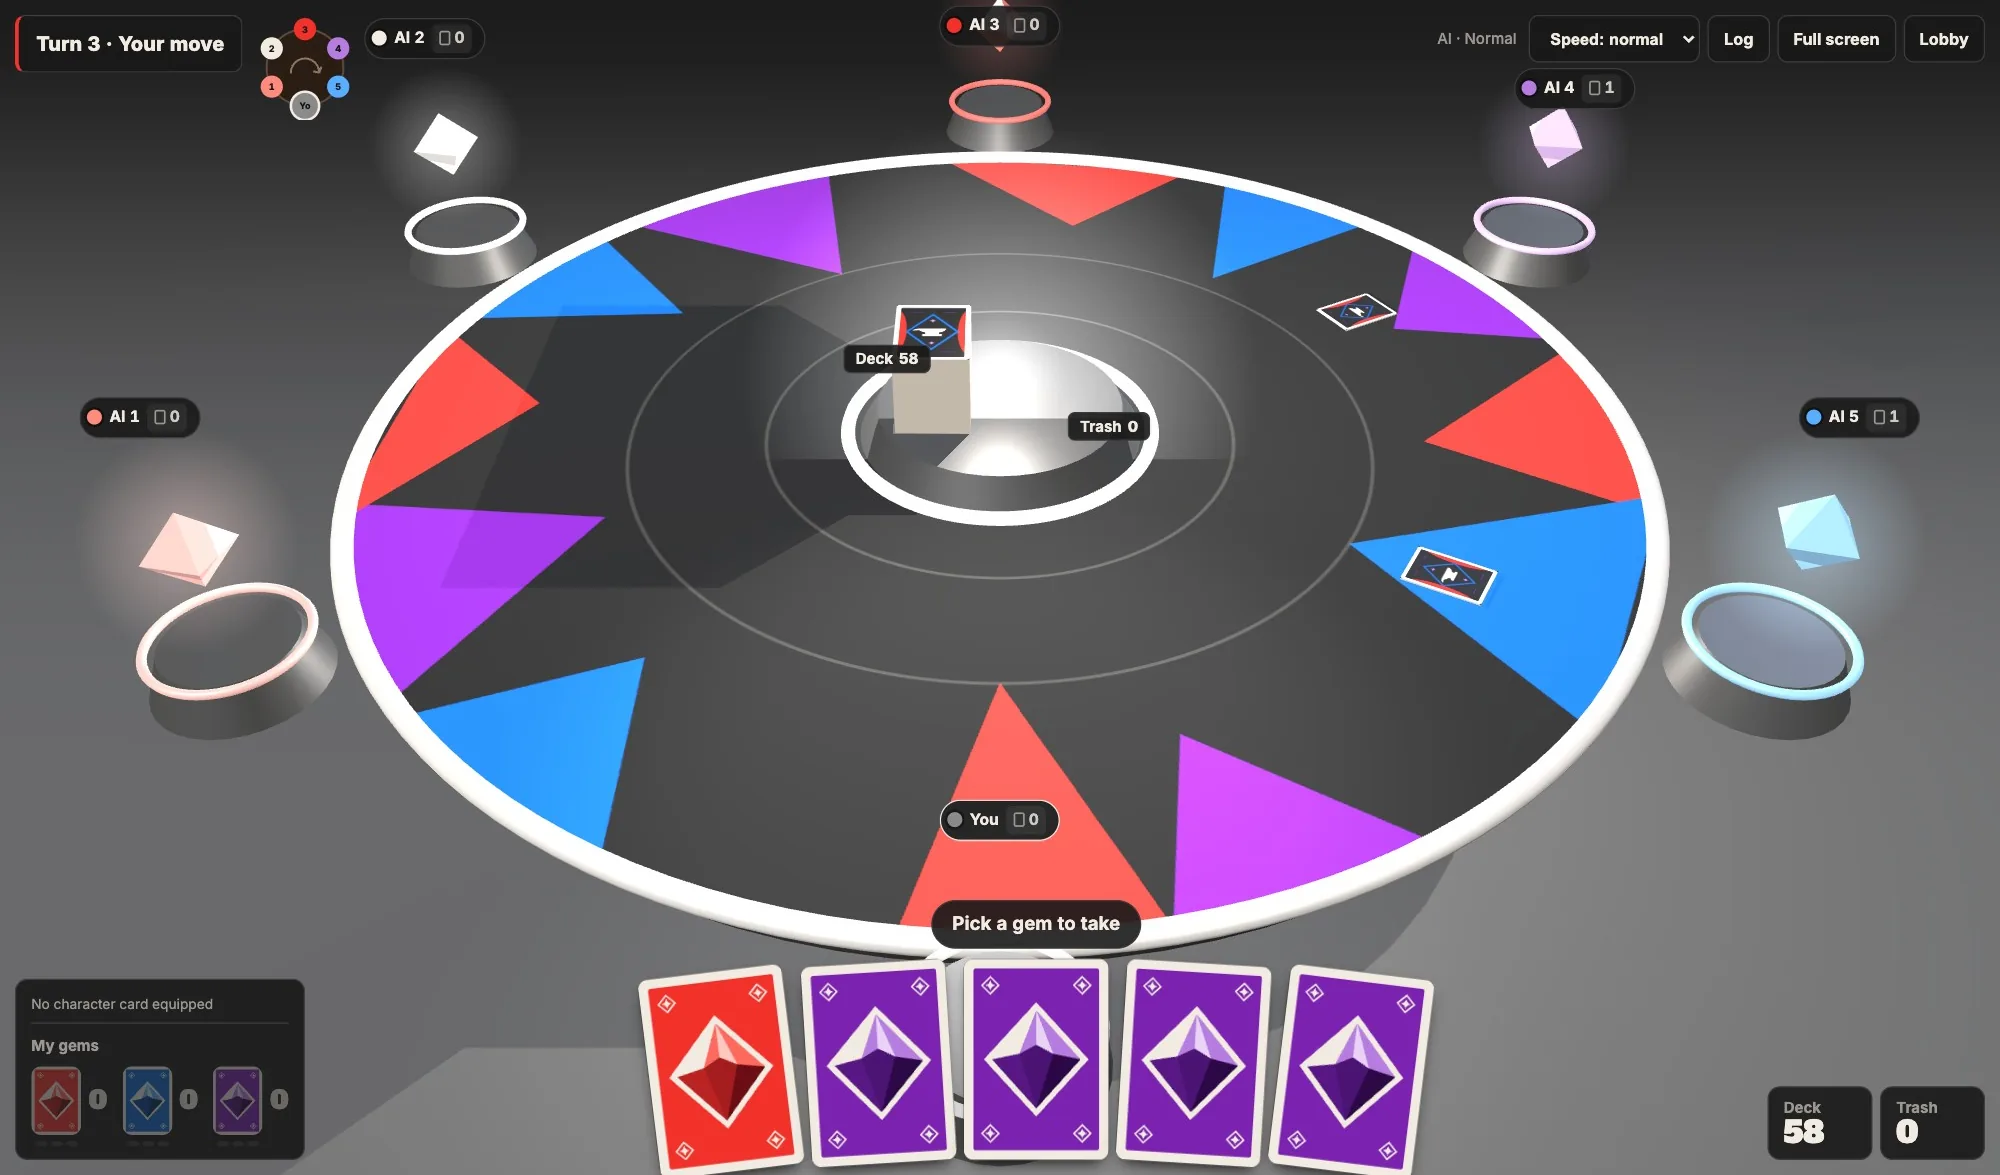 Turn 3 · Your move
3
2
4
1
5
Yo
AI 2 0
AI 3 0
AI · Normal
Speed: normal
Log
Full screen
Lobby
AI 4 1
Deck 58
Trash 0
AI 1 0
AI 5 1
You 0
Pick a gem to take
No character card equipped
My gems
0
0
0
Deck
58
Trash
0